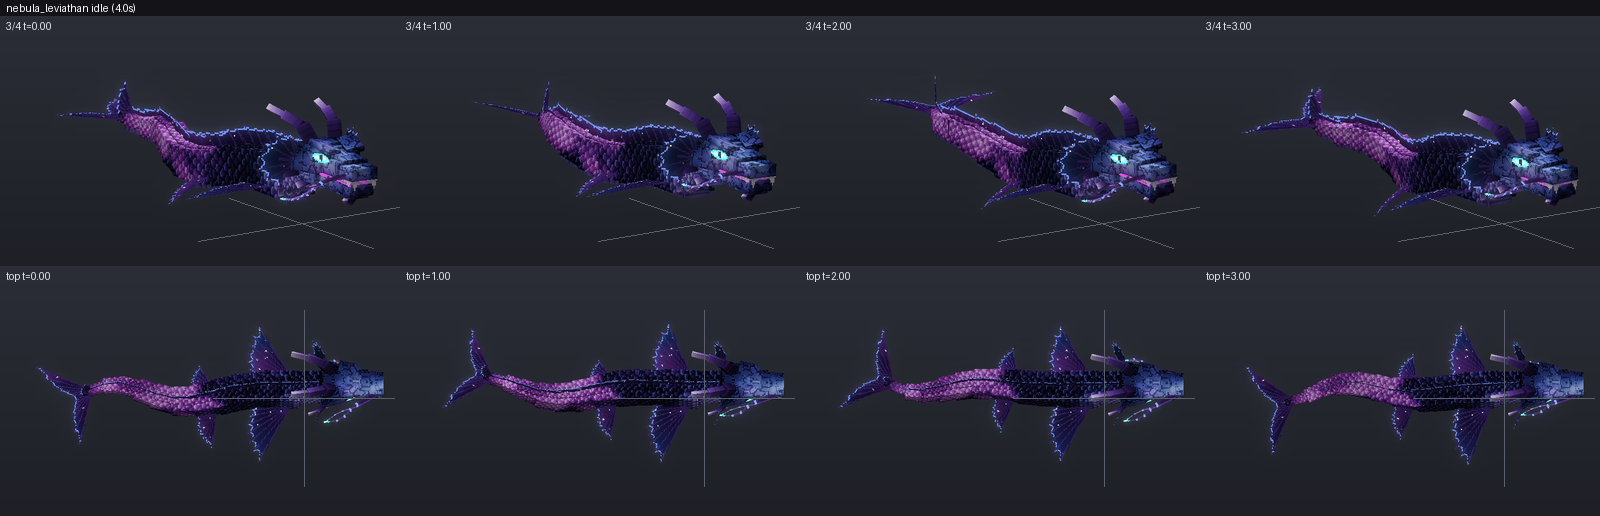 nebula_leviathan idle (4.0s)
3/4 t=0.00
3/4 t=1.00
3/4 t=2.00
3/4 t=3.00
top t=0.00
top t=1.00
top t=2.00
top t=3.00